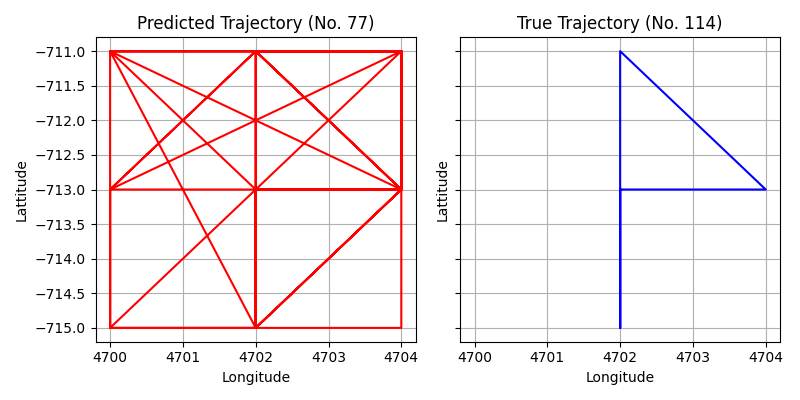 Predicted Trajectory (No. 77)
Lattitude
−711.0
−711.5
−712.0
−712.5
−713.0
−713.5
−714.0
−714.5
−715.0
4700 4701 4702 4703 4704
Longitude
True Trajectory (No. 114)
Lattitude
4700 4701 4702 4703 4704
Longitude